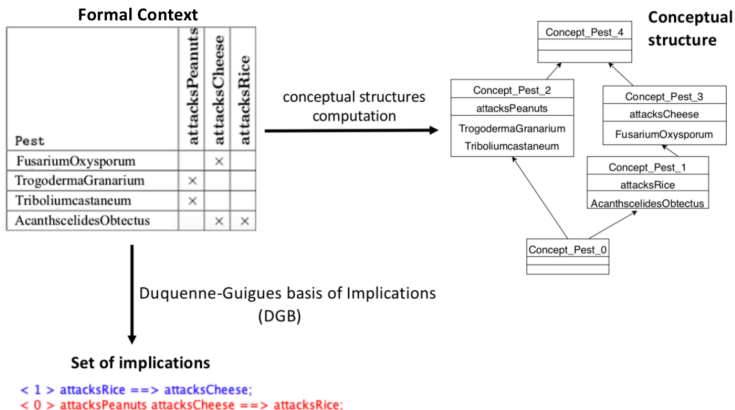 Formal Context
attacksPeanuts
attacksCheese
attacksRice
Pest
FusariumOxysporum ×
TrogodermaGranarium ×
Triboliumcastaneum ×
AcanthscelidesObtectus × ×
conceptual structures
computation
Conceptual
structure
Concept_Pest_4
Concept_Pest_2
attacksPeanuts
TrogodermaGranarium
Triboliumcastaneum
Concept_Pest_3
attacksCheese
FusariumOxysporum
Concept_Pest_1
attacksRice
AcanthscelidesObtectus
Concept_Pest_0
Duquenne-Guigues basis of Implications
(DGB)
Set of implications
< 1 > attacksRice ==> attacksCheese;
< 0 > attacksPeanuts attacksCheese ==> attacksRice;